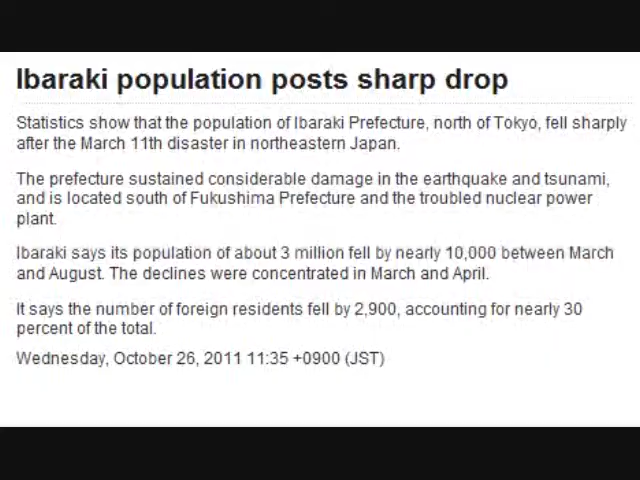 Ibaraki population posts sharp drop
Statistics show that the population of Ibaraki Prefecture, north of Tokyo, fell sharply
after the March 11th disaster in northeastern Japan.
The prefecture sustained considerable damage in the earthquake and tsunami,
and is located south of Fukushima Prefecture and the troubled nuclear power
plant.
Ibaraki says its population of about 3 million fell by nearly 10,000 between March
and August. The declines were concentrated in March and April.
It says the number of foreign residents fell by 2,900, accounting for nearly 30
percent of the total.
Wednesday, October 26, 2011 11:35 +0900 (JST)